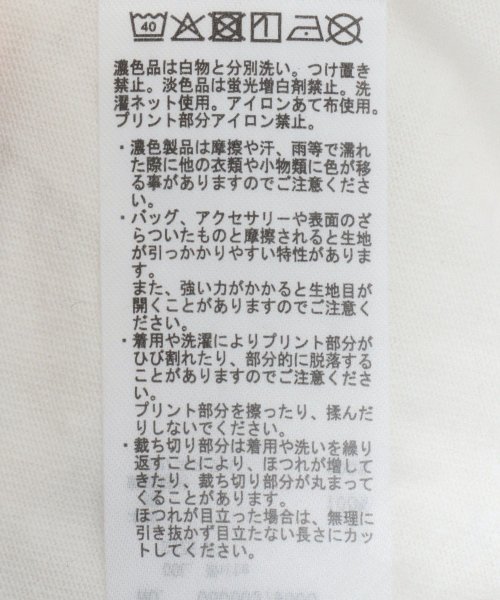 40
濃色品は白物と分別洗い。つけ置き
禁止。淡色品は蛍光増白剤禁止。洗
濯ネット使用。アイロンあて布使用。
プリント部分アイロン禁止。
・濃色製品は摩擦や汗、雨等で濡れ
た際に他の衣類や小物類に色が移
る事がありますのでご注意くださ
い。
・バッグ、アクセサリーや表面のざ
らついたものと摩擦されると生地
が引っかかりやすい特性がありま
す。
また、強い力がかかると生地目が
開くことがありますのでご注意く
ださい。
・着用や洗濯によりプリント部分が
ひび割れたり、部分的に脱落する
ことがありますのでご注意くださ
い。
プリント部分を擦ったり、揉んだ
りしないでください。
・裁ち切り部分は着用や洗いを繰り
返すことにより、ほつれが増して
きたり、裁ち切り部分が丸まって
くることがあります。
ほつれが目立った場合は、無理に
引き抜かず目立たない長さにカッ
トしてください。